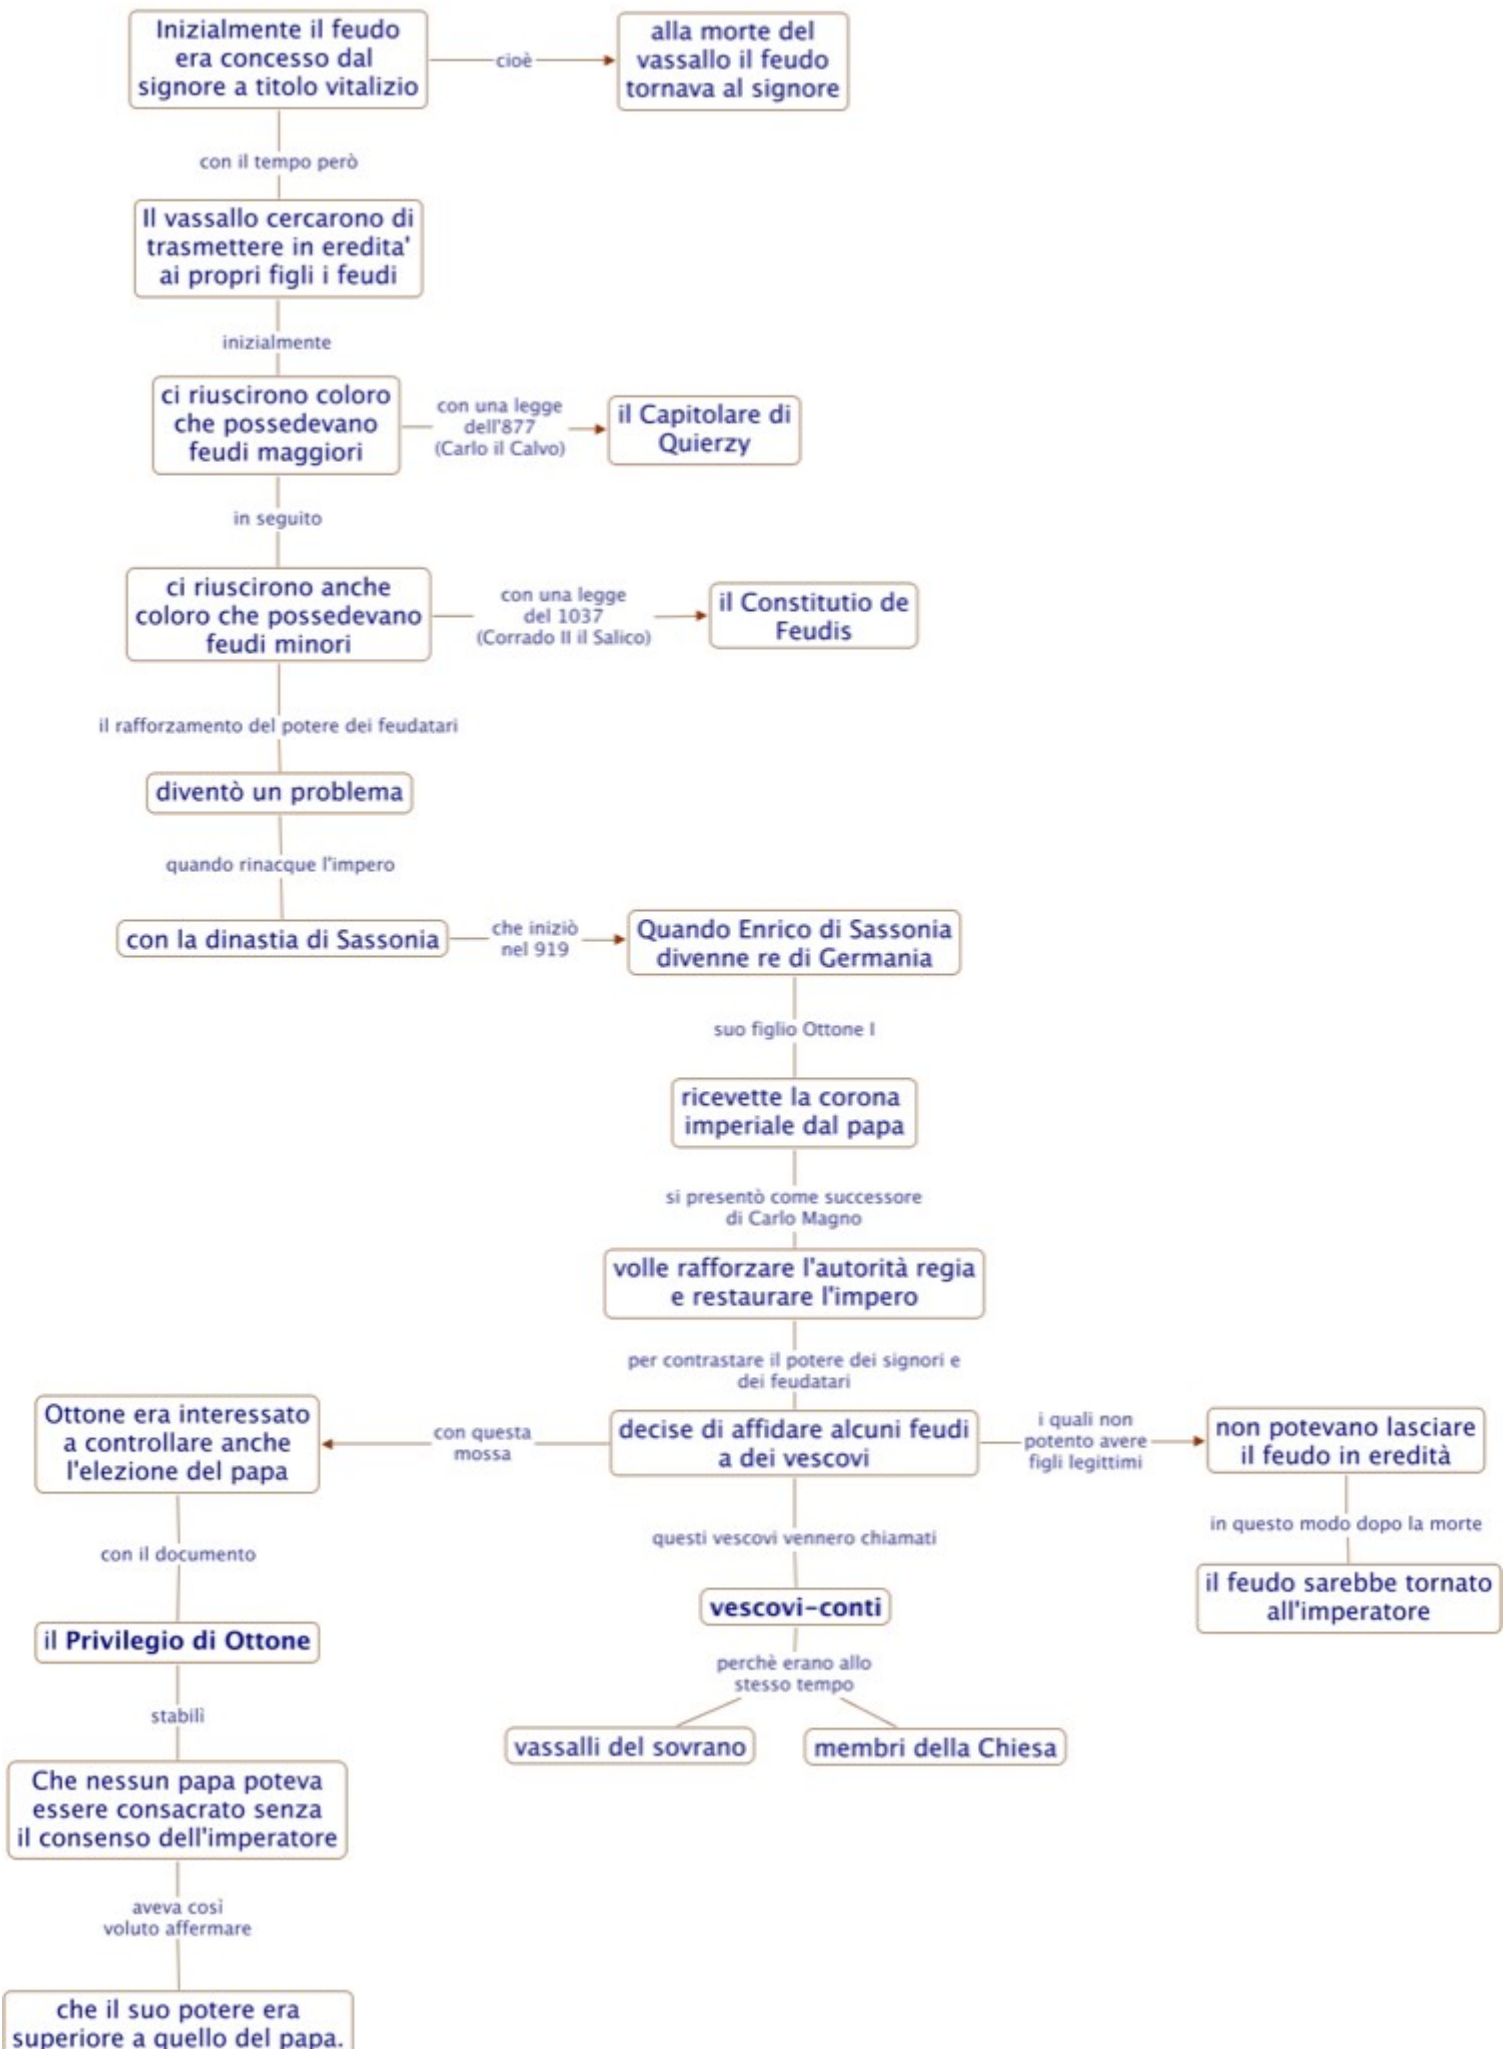 Inizialmente il feudo
era concesso dal
signore a titolo vitalizio
cioè
alla morte del
vassallo il feudo
tornava al signore
con il tempo però
Il vassallo cercarono di
trasmettere in eredita'
ai propri figli i feudi
inizialmente
ci riuscirono coloro
che possedevano
feudi maggiori
con una legge
dell'877
(Carlo il Calvo)
il Capitolare di
Quierzy
in seguito
ci riuscirono anche
coloro che possedevano
feudi minori
con una legge
del 1037
(Corrado II il Salico)
il Constitutio de
Feudis
il rafforzamento del potere dei feudatari
diventò un problema
quando rinacque l'impero
con la dinastia di Sassonia
che iniziò
nel 919
Quando Enrico di Sassonia
divenne re di Germania
suo figlio Ottone I
ricevette la corona
imperiale dal papa
si presentò come successore
di Carlo Magno
volle rafforzare l'autorità regia
e restaurare l'impero
per contrastare il potere dei signori e
dei feudatari
decise di affidare alcuni feudi
a dei vescovi
con questa
mossa
Ottone era interessato
a controllare anche
l'elezione del papa
con il documento
il Privilegio di Ottone
stabilì
Che nessun papa poteva
essere consacrato senza
il consenso dell'imperatore
aveva così
voluto affermare
che il suo potere era
superiore a quello del papa.
questi vescovi vennero chiamati
vescovi-conti
perchè erano allo
stesso tempo
vassalli del sovrano
membri della Chiesa
i quali non
potento avere
figli legittimi
non potevano lasciare
il feudo in eredità
in questo modo dopo la morte
il feudo sarebbe tornato
all'imperatore